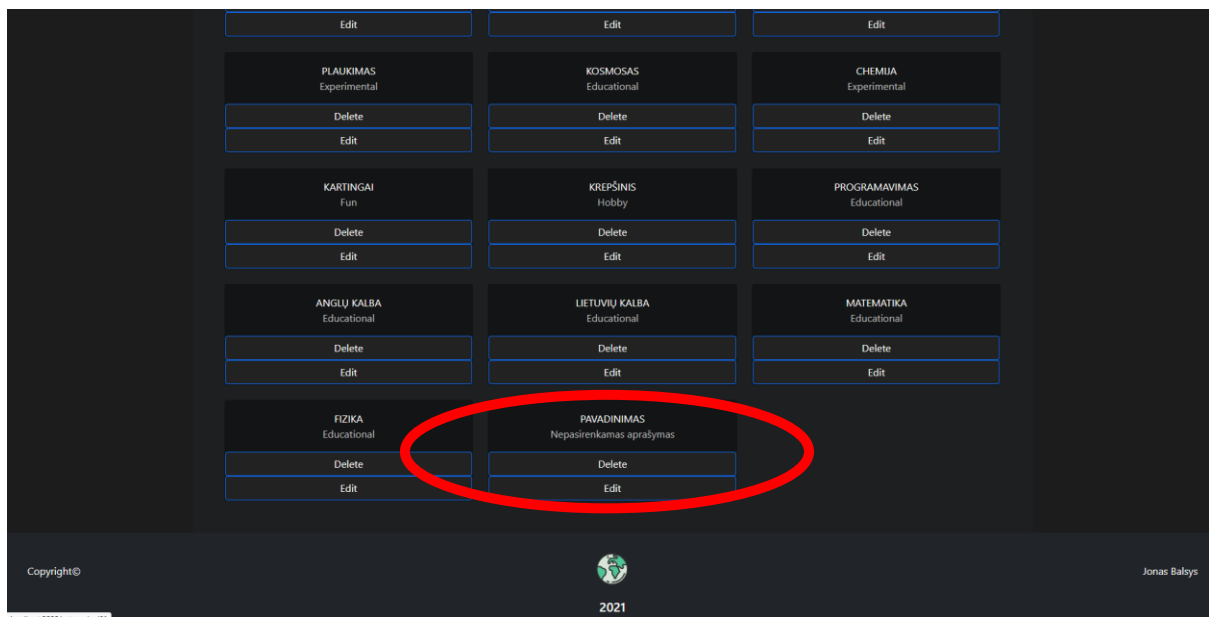 Edit Edit Edit
PLAUKIMAS KOSMOSAS CHEMIJA
Experimental Educational Experimental
Delete Delete Delete
Edit Edit Edit
KARTINGAI KREPŠINIS PROGRAMAVIMAS
Fun Hobby Educational
Delete Delete Delete
Edit Edit Edit
ANGLŲ KALBA LIETUVIŲ KALBA MATEMATIKA
Educational Educational Educational
Delete Delete Delete
Edit Edit Edit
FIZIKA PAVADINIMAS
Educational Nepasirenkamas aprašymas
Delete Delete
Edit Edit
Copyright© Jonas Balsys
2021